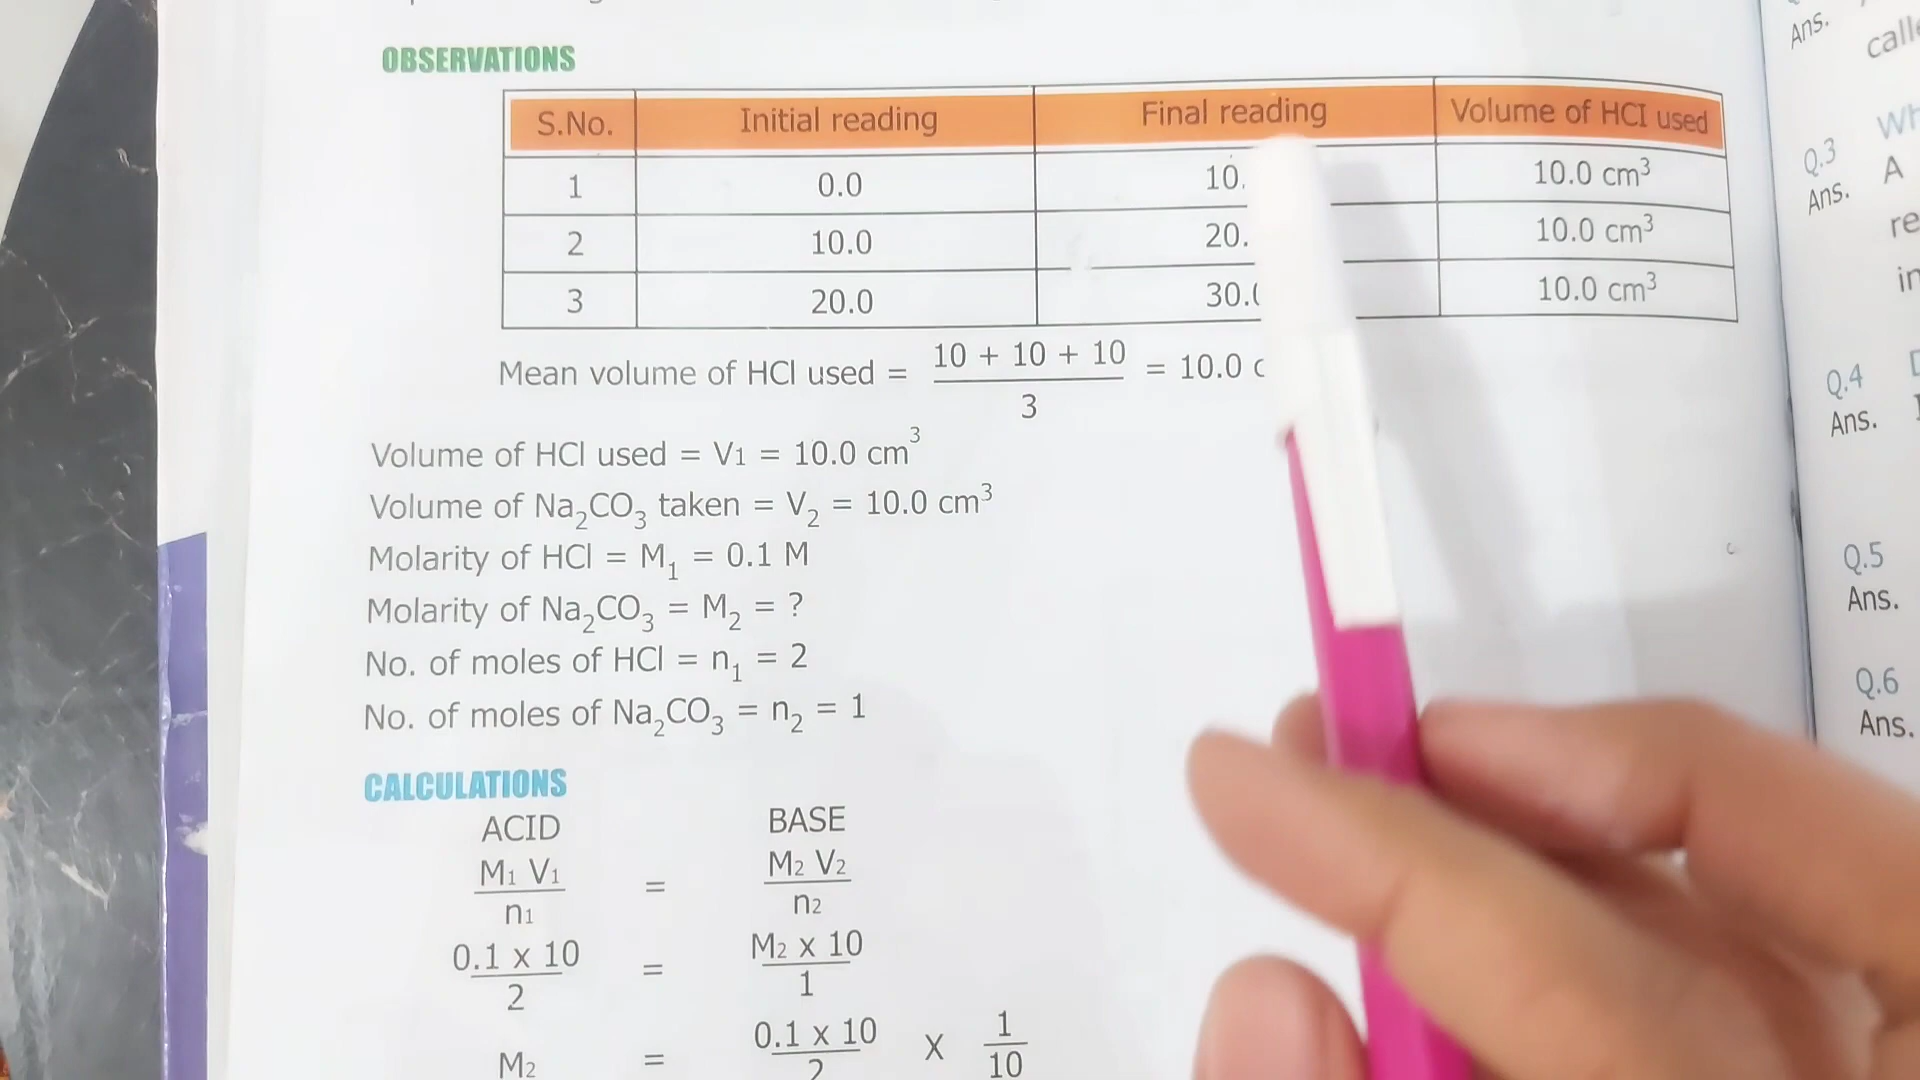 OBSERVATIONS
S.No. Initial reading Final reading Volume of HCl used
1 0.0 10. 10.0 cm³
2 10.0 20. 10.0 cm³
3 20.0 30. 10.0 cm³
Mean volume of HCl used = 10 + 10 + 10 / 3 = 10.0 c
Volume of HCl used = V₁ = 10.0 cm³
Volume of Na₂CO₃ taken = V₂ = 10.0 cm³
Molarity of HCl = M₁ = 0.1 M
Molarity of Na₂CO₃ = M₂ = ?
No. of moles of HCl = n₁ = 2
No. of moles of Na₂CO₃ = n₂ = 1
CALCULATIONS
ACID BASE
M₁ V₁ / n₁ = M₂ V₂ / n₂
0.1 x 10 / 2 = M₂ x 10 / 1
M₂ = 0.1 x 10 / 2 X 1 / 10
Ans.
Q.3
Ans. A
Q.4
Ans.
Q.5
Ans.
Q.6
Ans.